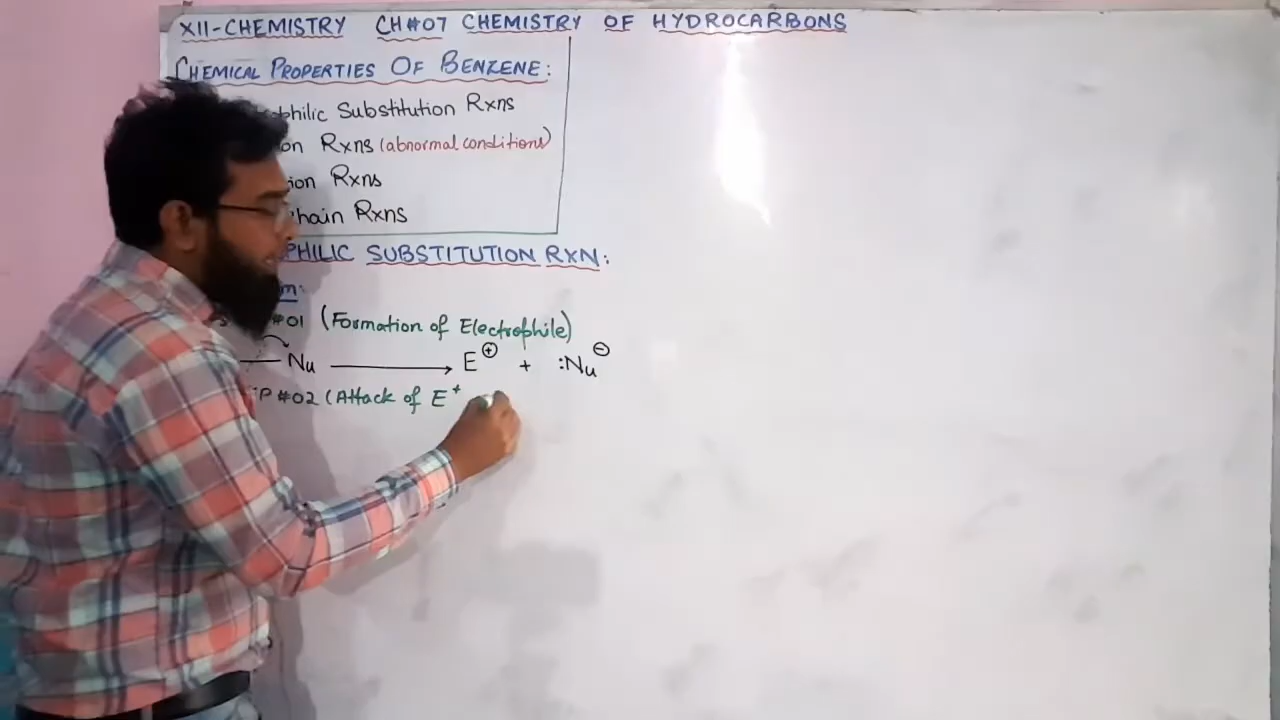 XII-CHEMISTRY CH#07 CHEMISTRY OF HYDROCARBONS
CHEMICAL PROPERTIES OF BENZENE:
philic Substitution Rxns
on Rxns (abnormal conditions)
ion Rxns
hain Rxns
PHILIC SUBSTITUTION RXN:
m:
#01 (Formation of Electrophile)
— Nu ⟶ E⊕ + :Nu⊖
P #02 (Attack of E⁺